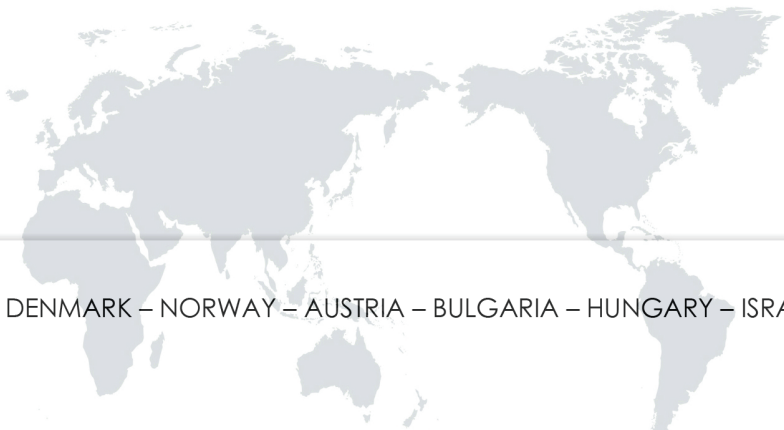 DENMARK – NORWAY – AUSTRIA – BULGARIA – HUNGARY – ISRA